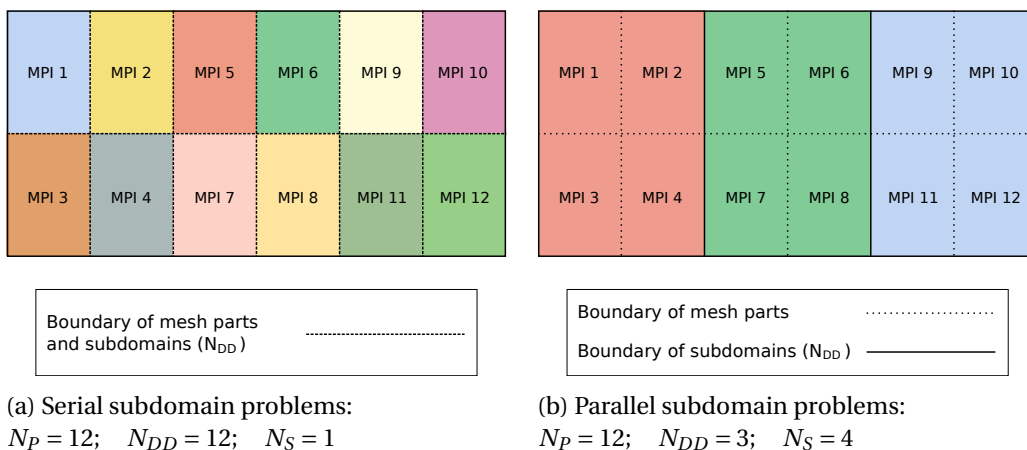 MPI 1 MPI 2 MPI 5 MPI 6 MPI 9 MPI 10
MPI 3 MPI 4 MPI 7 MPI 8 MPI 11 MPI 12
Boundary of mesh parts
and subdomains (N_DD)
(a) Serial subdomain problems:
N_P = 12; N_DD = 12; N_S = 1
MPI 1 MPI 2 MPI 5 MPI 6 MPI 9 MPI 10
MPI 3 MPI 4 MPI 7 MPI 8 MPI 11 MPI 12
Boundary of mesh parts
Boundary of subdomains (N_DD)
(b) Parallel subdomain problems:
N_P = 12; N_DD = 3; N_S = 4